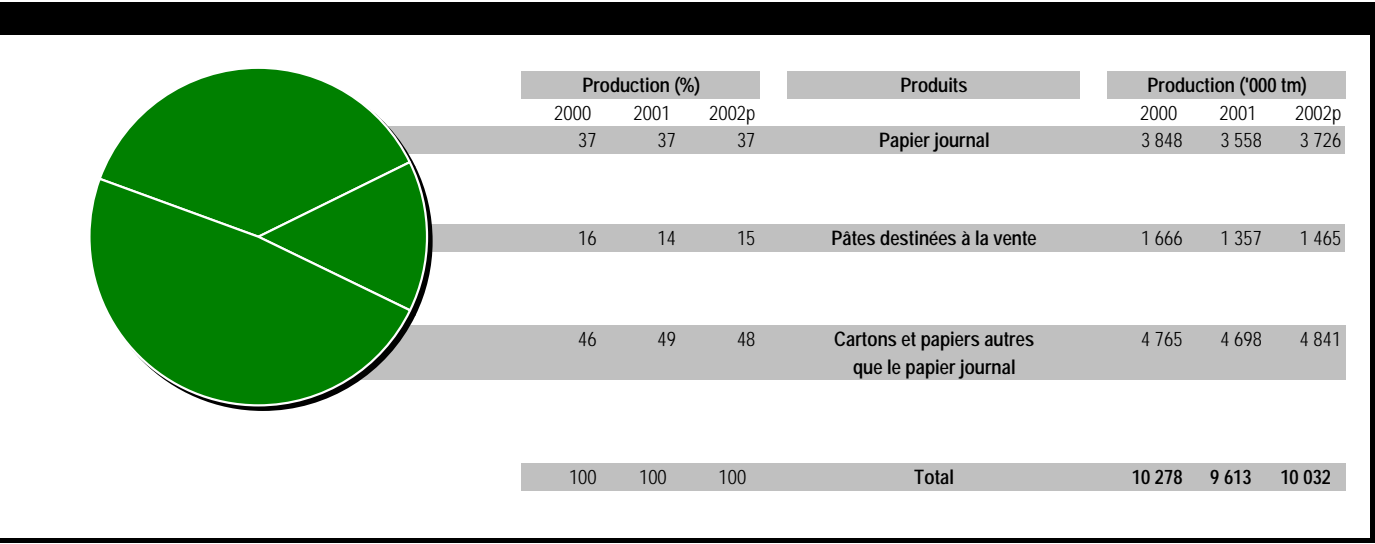 Production (%) Produits Production ('000 tm)
2000 2001 2002p 2000 2001 2002p
37 37 37 Papier journal 3 848 3 558 3 726
16 14 15 Pâtes destinées à la vente 1 666 1 357 1 465
46 49 48 Cartons et papiers autres 4 765 4 698 4 841
que le papier journal
100 100 100 Total 10 278 9 613 10 032